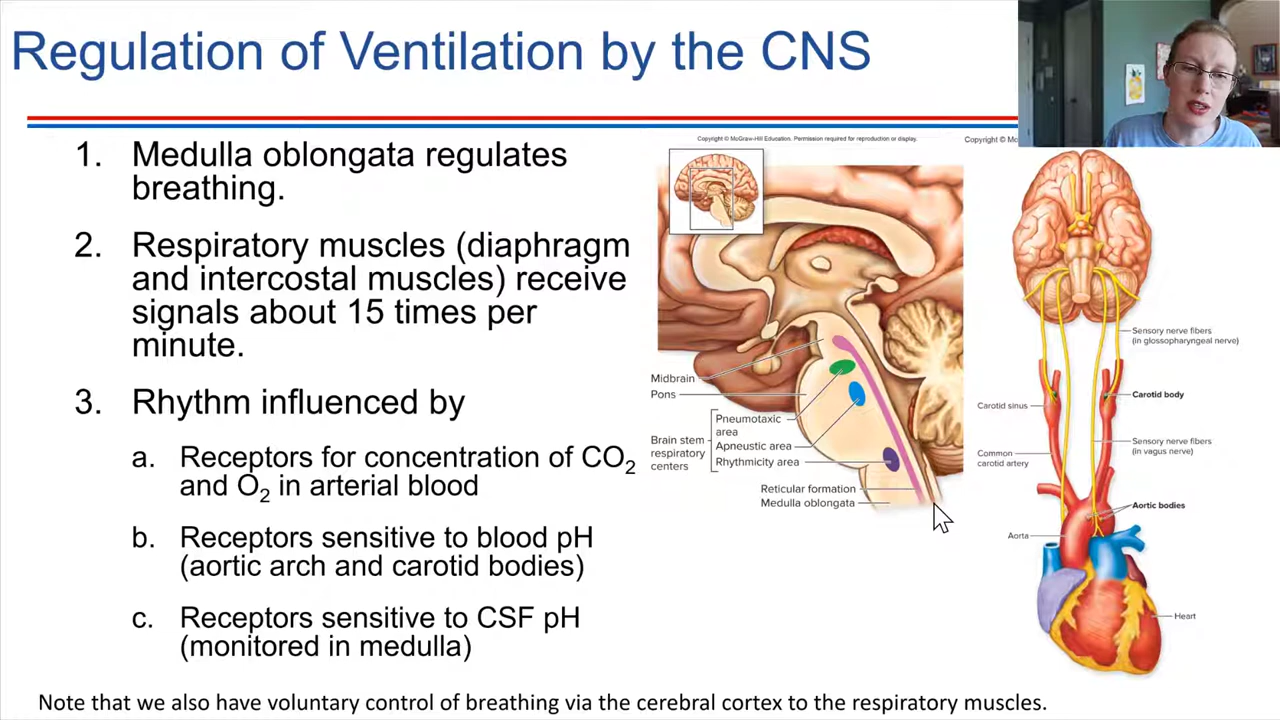 Regulation of Ventilation by the CNS
1. Medulla oblongata regulates
breathing.
2. Respiratory muscles (diaphragm
and intercostal muscles) receive
signals about 15 times per
minute.
3. Rhythm influenced by
a. Receptors for concentration of CO₂
and O₂ in arterial blood
b. Receptors sensitive to blood pH
(aortic arch and carotid bodies)
c. Receptors sensitive to CSF pH
(monitored in medulla)
Copyright © McGraw-Hill Education. Permission required for reproduction or display.
Midbrain
Pons
Pneumotaxic
area
Brain stem
respiratory
centers
Apneustic area
Rhythmicity area
Reticular formation
Medulla oblongata
Copyright ©
Sensory nerve fibers
(in glossopharyngeal nerve)
Carotid sinus
Carotid body
Sensory nerve fibers
(in vagus nerve)
Common
carotid artery
Aortic bodies
Aorta
Heart
Note that we also have voluntary control of breathing via the cerebral cortex to the respiratory muscles.